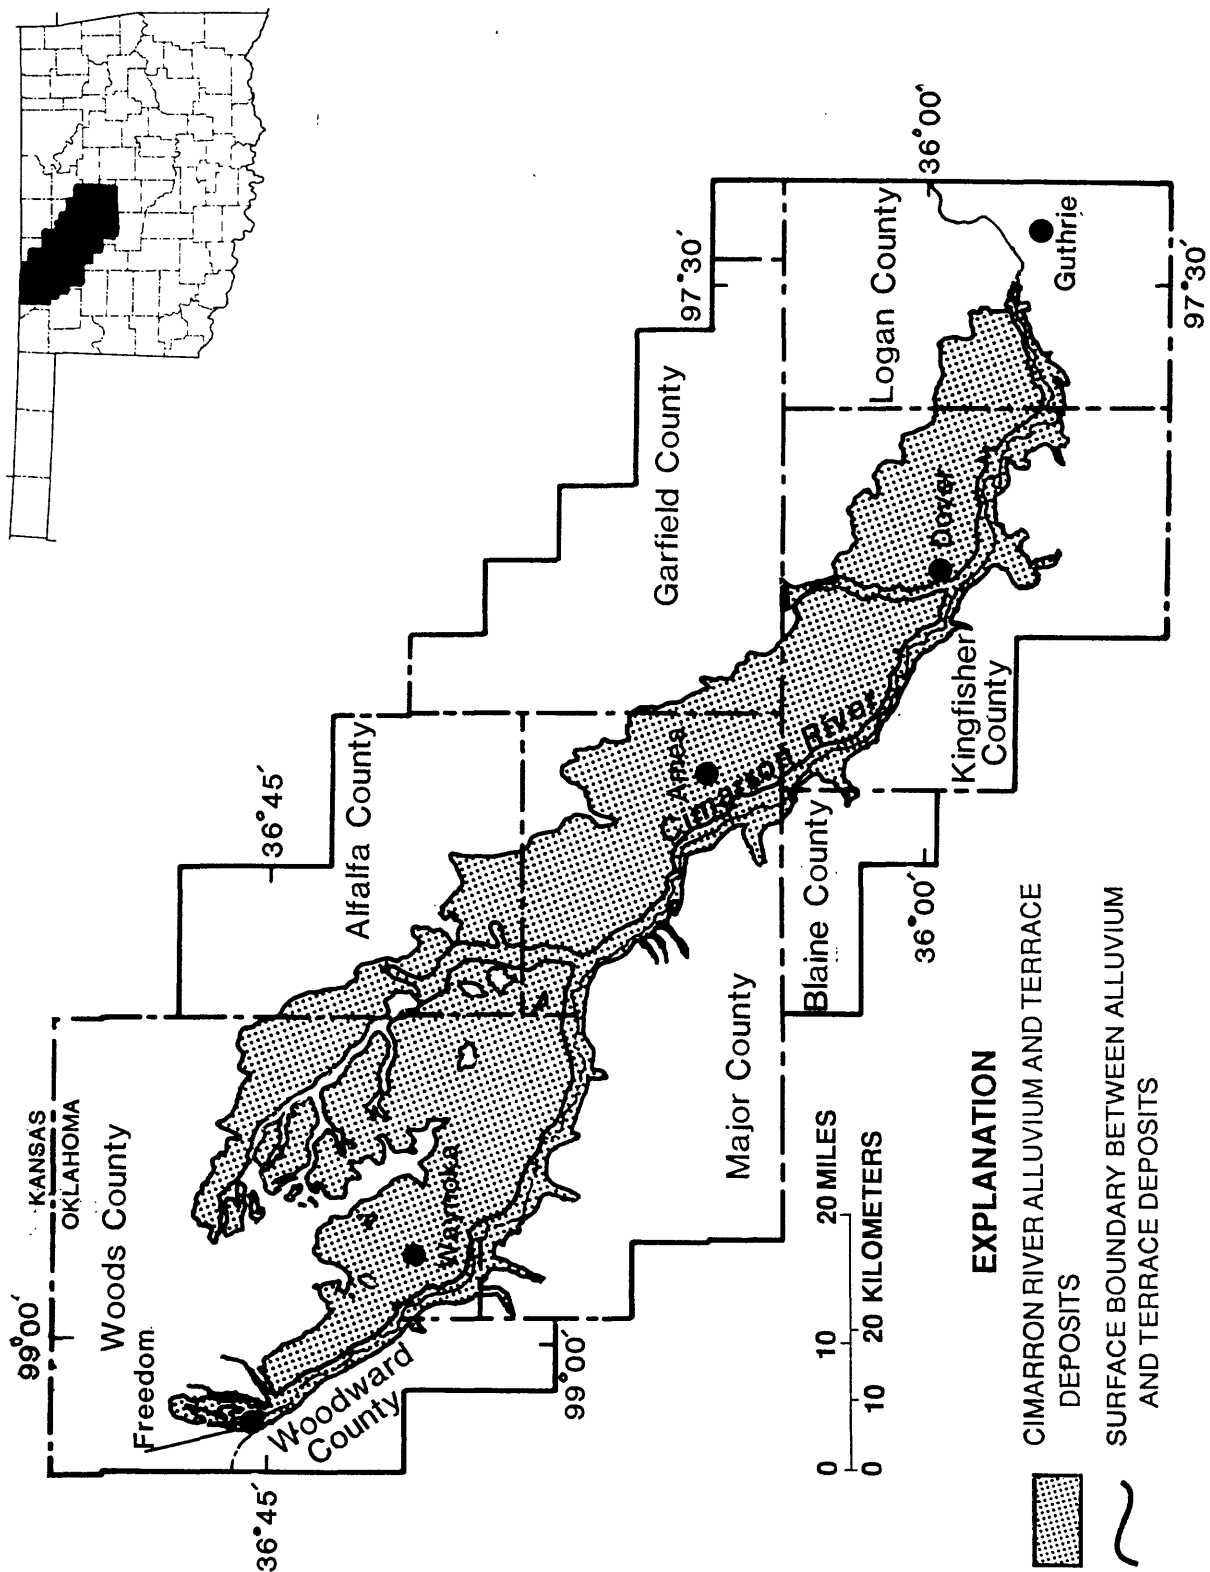 KANSAS
OKLAHOMA
99°00′
Woods County
Freedom
36°45′
Woodward
County
99°00′
Waynoka
Alfalfa County
36°45′
Major County
Ames
Cimarron River
Garfield County
Blaine County
36°00′
Kingfisher
County
Dover
97°30′
Logan County
36°00′
Guthrie
97°30′
0 10 20 MILES
0 10 20 KILOMETERS
EXPLANATION
CIMARRON RIVER ALLUVIUM AND TERRACE
DEPOSITS
SURFACE BOUNDARY BETWEEN ALLUVIUM
AND TERRACE DEPOSITS